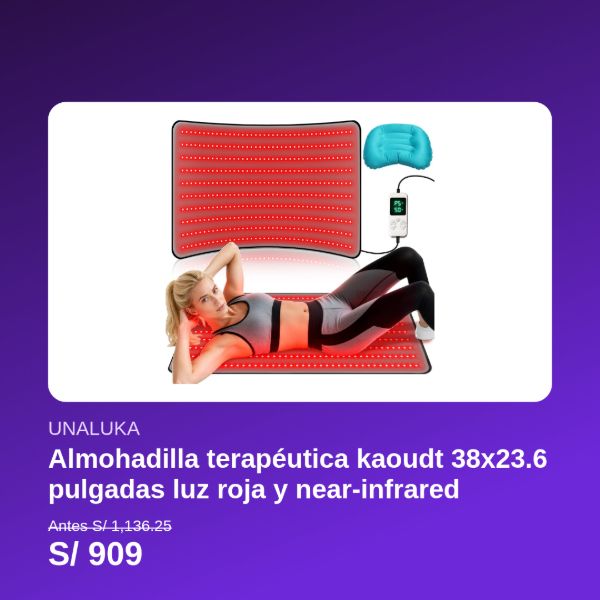 UNALUKA
Almohadilla terapéutica kaoudt 38x23.6
pulgadas luz roja y near-infrared
Antes S/ 1,136.25
S/ 909